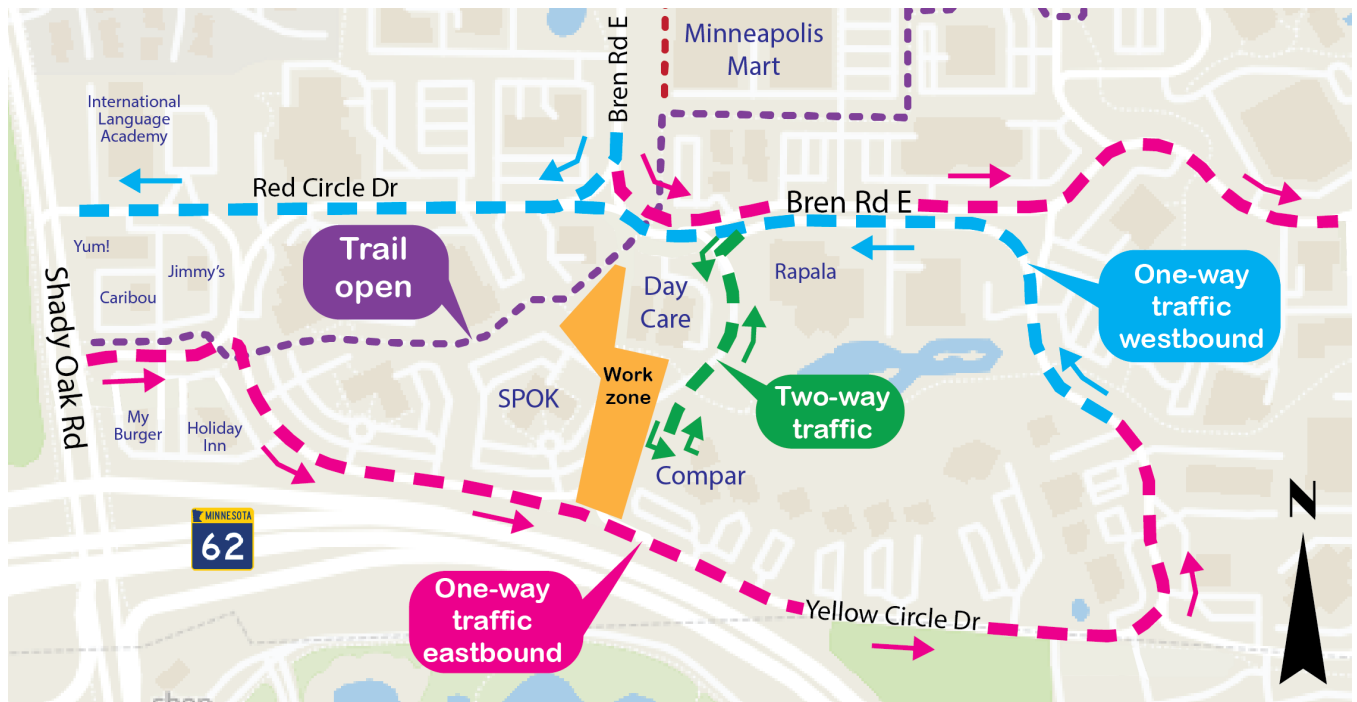 Bren Rd E
Minneapolis
Mart
International
Language
Academy
Red Circle Dr
Bren Rd E
Trail
open
Yum!
Jimmy's
Caribou
Day
Care
Rapala
One-way
traffic
westbound
Shady Oak Rd
Work
zone
SPOK
Two-way
traffic
My
Burger
Holiday
Inn
Compar
N
MINNESOTA
62
One-way
traffic
eastbound
Yellow Circle Dr